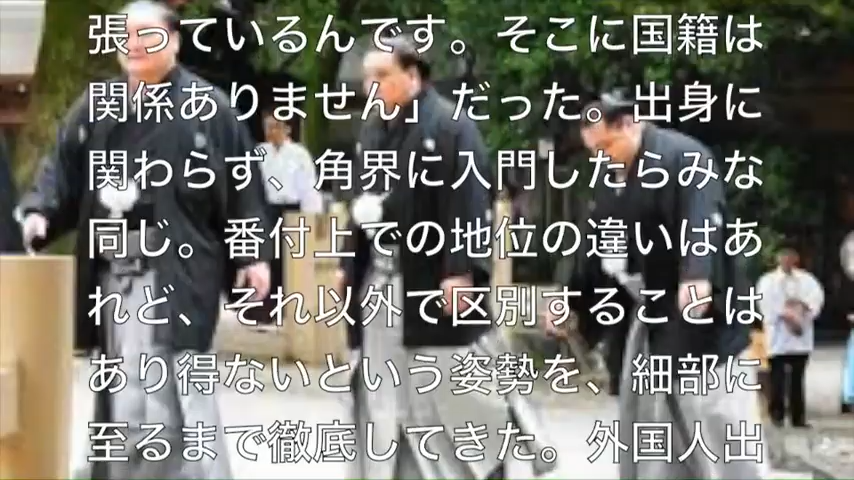 張っているんです。そこに国籍は
関係ありません」だった。出身に
関わらず、角界に入門したらみな
同じ。番付上での地位の違いはあ
れど、それ以外で区別することは
あり得ないという姿勢を、細部に
至るまで徹底してきた。外国人出